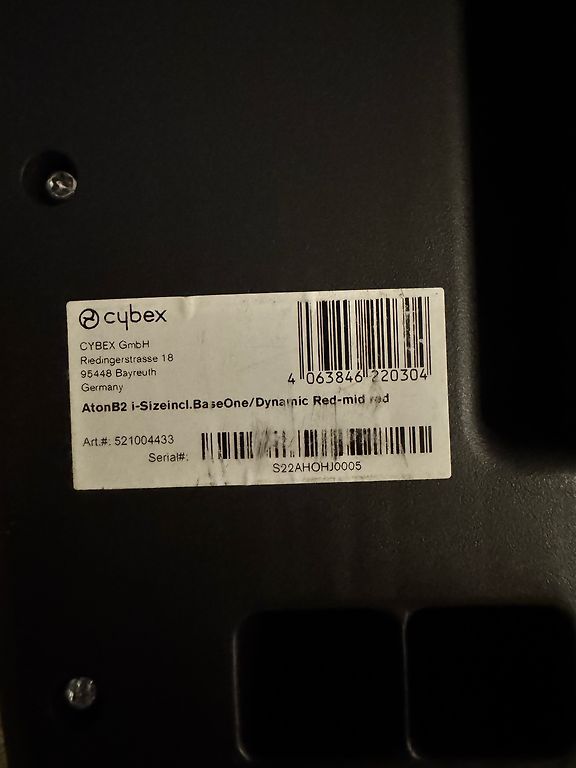 cybex
CYBEX GmbH
Riedingerstrasse 18
95448 Bayreuth
Germany
4 063846 220304
AtonB2 i-Sizeincl.BaseOne/Dynamic Red-mid red
Art.#: 521004433
Serial#:
S22AHOHJ0005